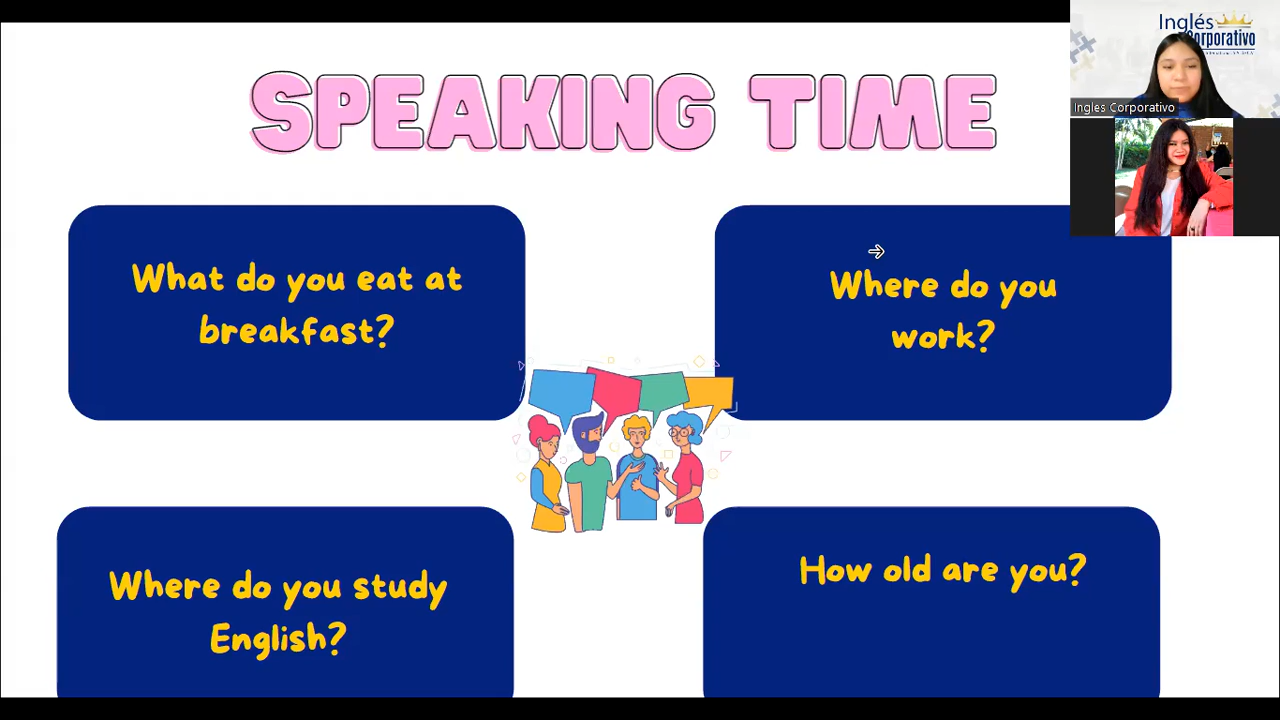 SPEAKING TIME
What do you eat at
breakfast?
Where do you
work?
Where do you study
English?
How old are you?
Inglés
Corporativo
Ingles Corporativo